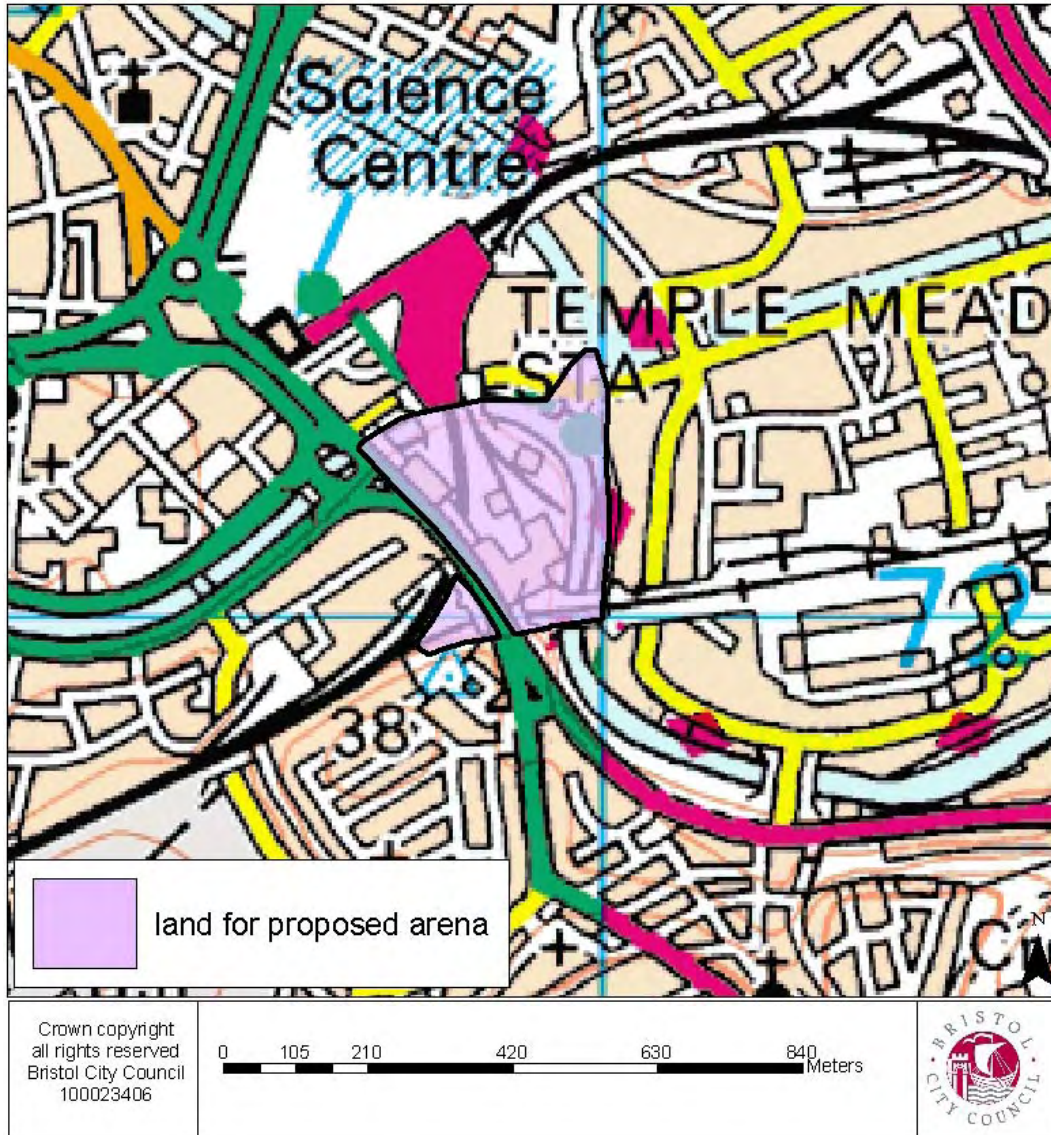 Science
Centre
TEMPLE MEAD
STA
72
38
land for proposed arena
N
Crown copyright
all rights reserved
Bristol City Council
100023406
0 105 210 420 630 840 Meters
BRISTOL
CITY COUNCIL